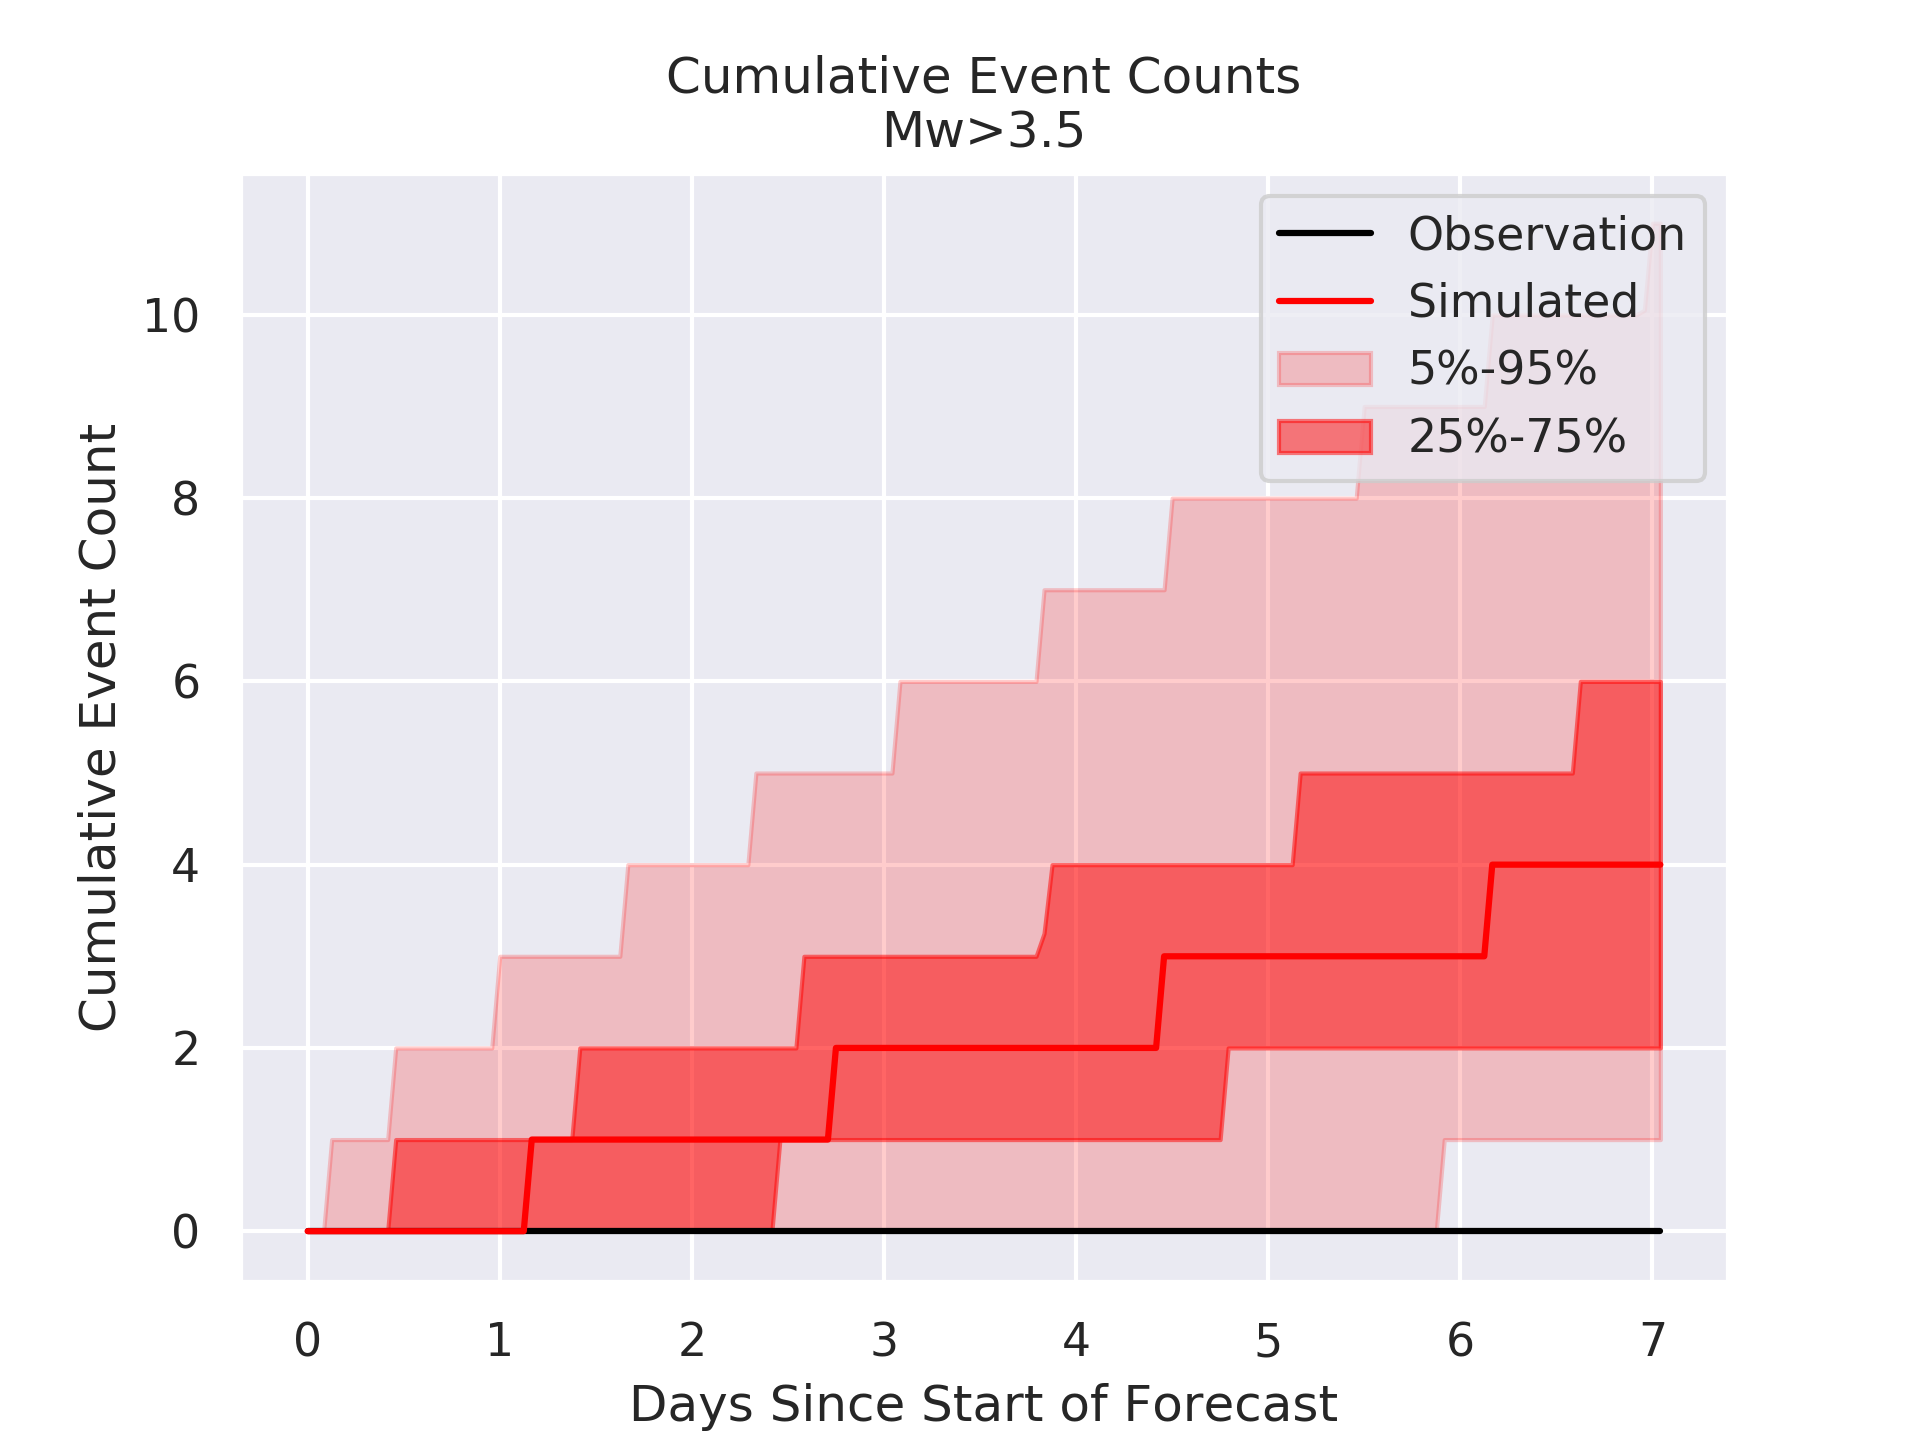 Cumulative Event Counts
Mw>3.5
Cumulative Event Count
10
8
6
4
2
0
Observation
Simulated
5%-95%
25%-75%
0 1 2 3 4 5 6 7
Days Since Start of Forecast